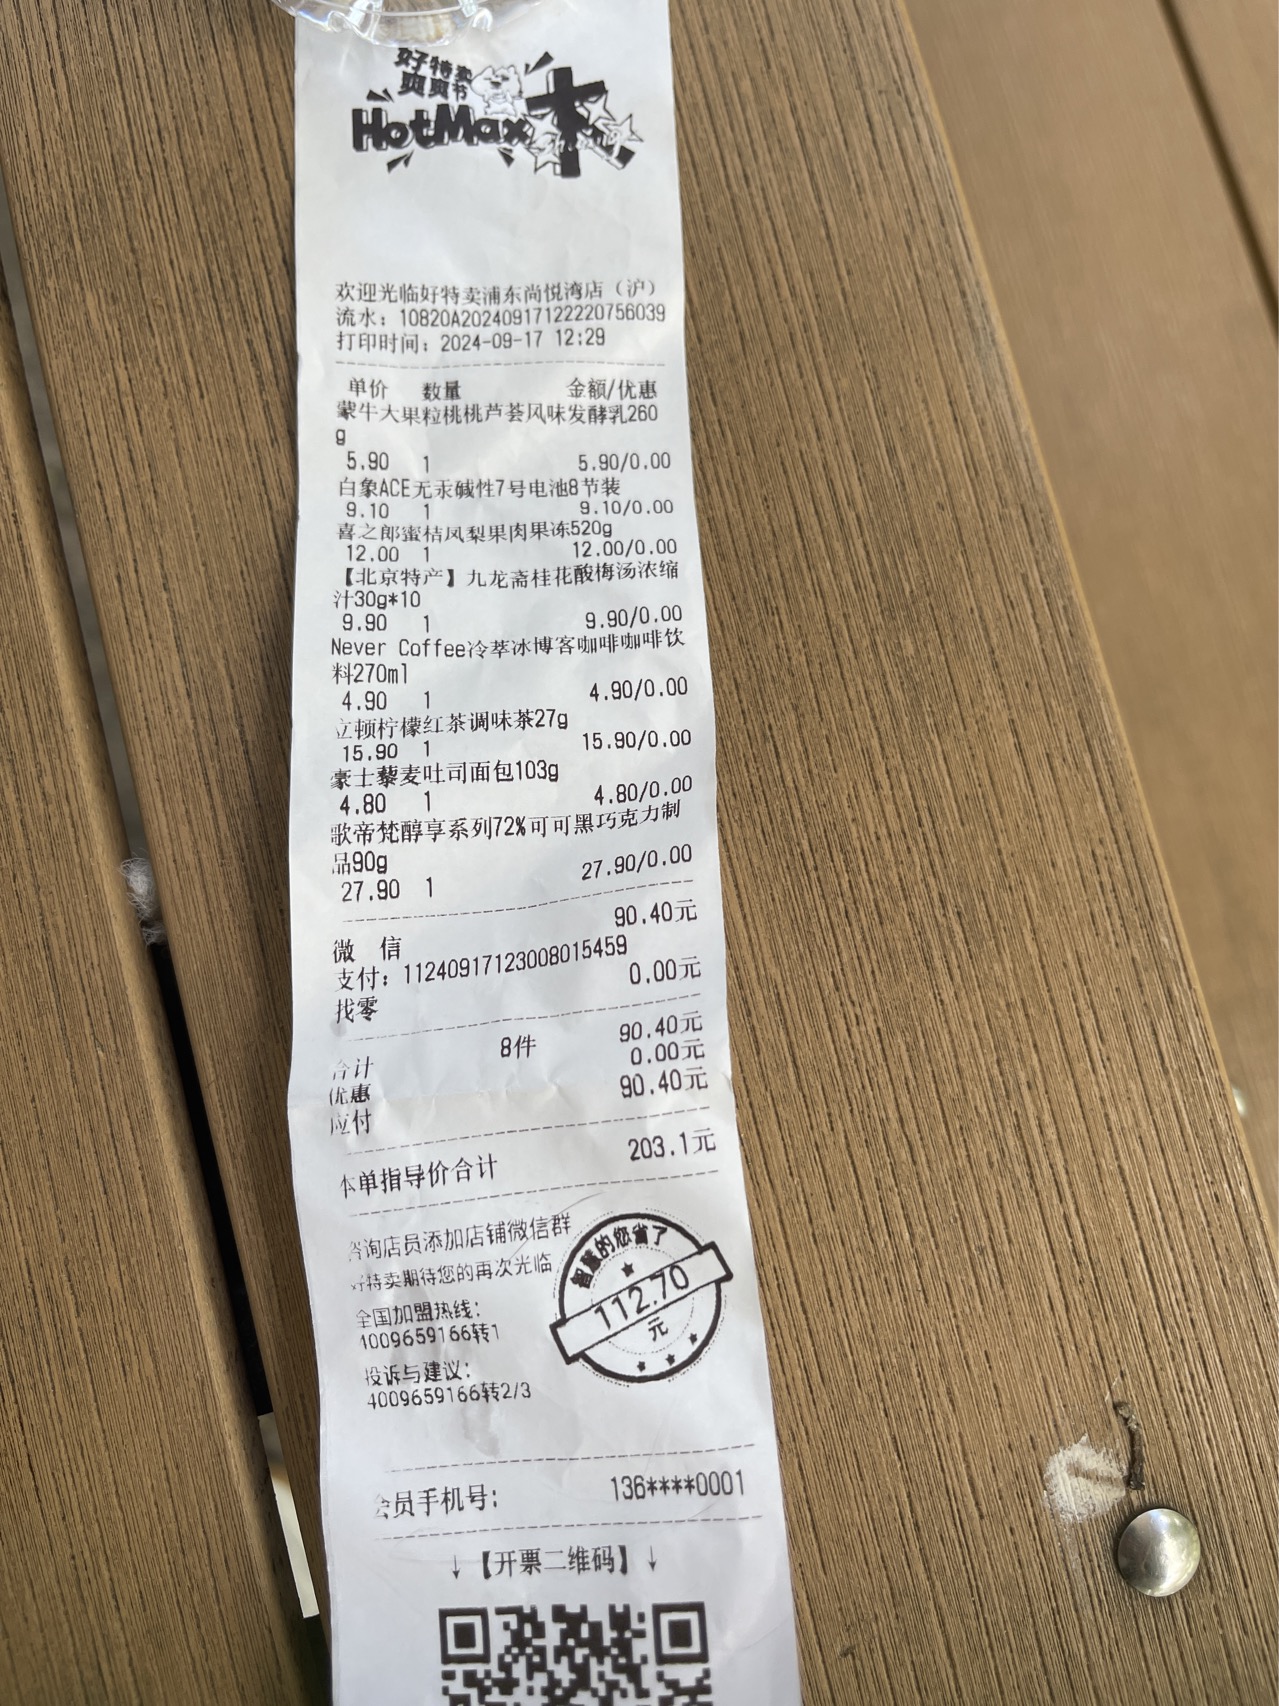 好特卖
爽爽节
HotMax
欢迎光临好特卖浦东尚悦湾店（沪）
流水：10820A20240917122220756039
打印时间：2024-09-17 12:29
单价 数量 金额/优惠
蒙牛大果粒桃桃芦荟风味发酵乳260
g
5.90 1 5.90/0.00
白象ACE无汞碱性7号电池8节装
9.10 1 9.10/0.00
喜之郎蜜桔凤梨果肉果冻520g
12.00 1 12.00/0.00
【北京特产】九龙斋桂花酸梅汤浓缩
汁30g*10
9.90 1 9.90/0.00
Never Coffee冷萃冰博客咖啡咖啡饮
料270ml
4.90 1 4.90/0.00
立顿柠檬红茶调味茶27g
15.90 1 15.90/0.00
豪士藜麦吐司面包103g
4.80 1 4.80/0.00
歌帝梵醇享系列72%可可黑巧克力制
品90g
27.90 1 27.90/0.00
微 信 90.40元
支付：11240917123008015459
找零 0.00元
合计 8件 90.40元
优惠 0.00元
应付 90.40元
本单指导价合计 203.1元
咨询店员添加店铺微信群
好特卖期待您的再次光临
全国加盟热线：
4009659166转1
投诉与建议：
4009659166转2/3
智慧的您省了
112.70
元
会员手机号： 136****0001
↓【开票二维码】↓